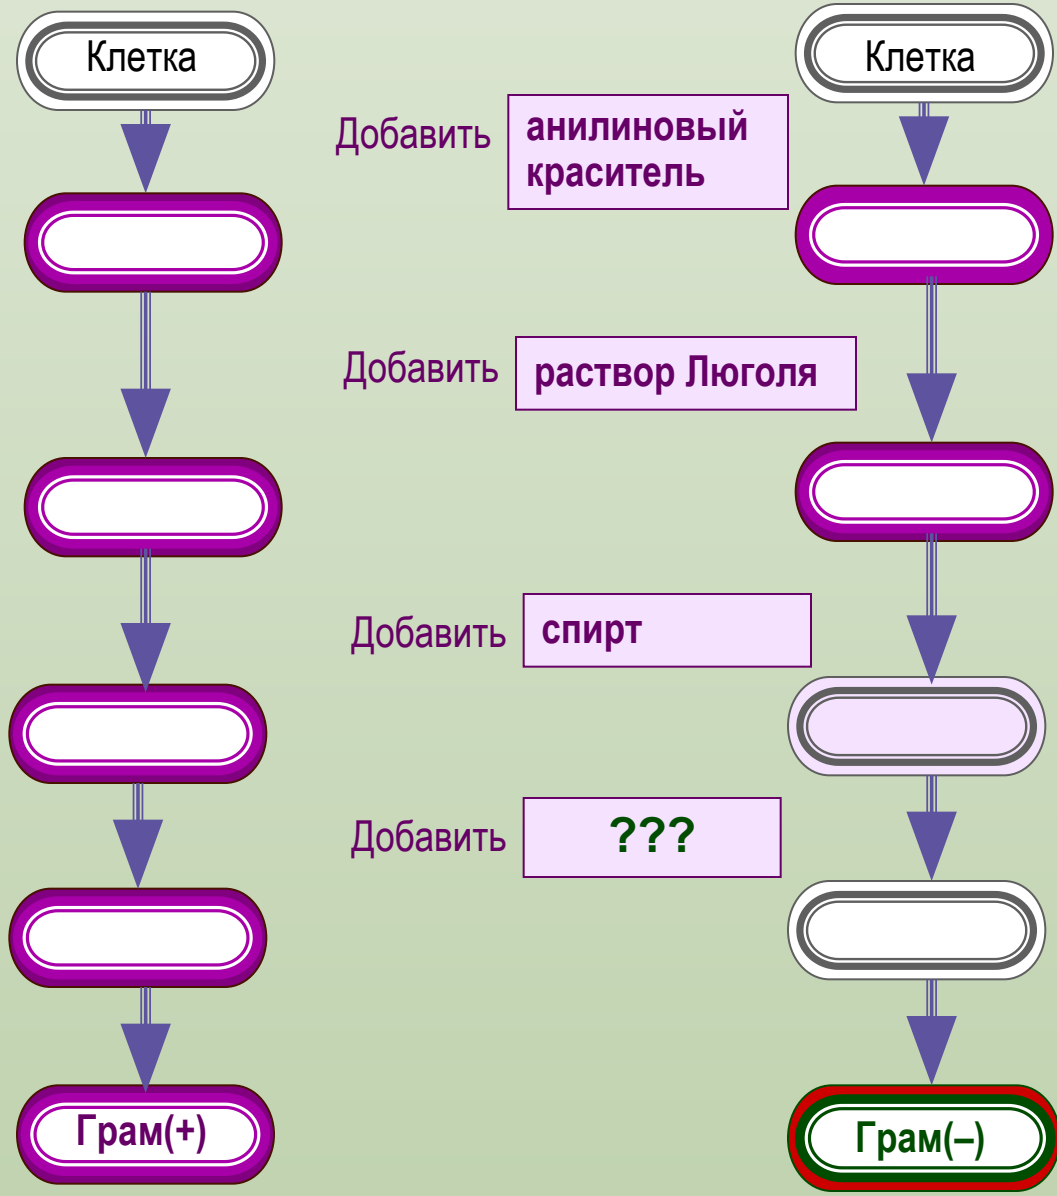 Клетка
Клетка
Добавить
анилиновый
краситель
Добавить
раствор Люголя
Добавить
спирт
Добавить
???
Грам(+)
Грам(–)